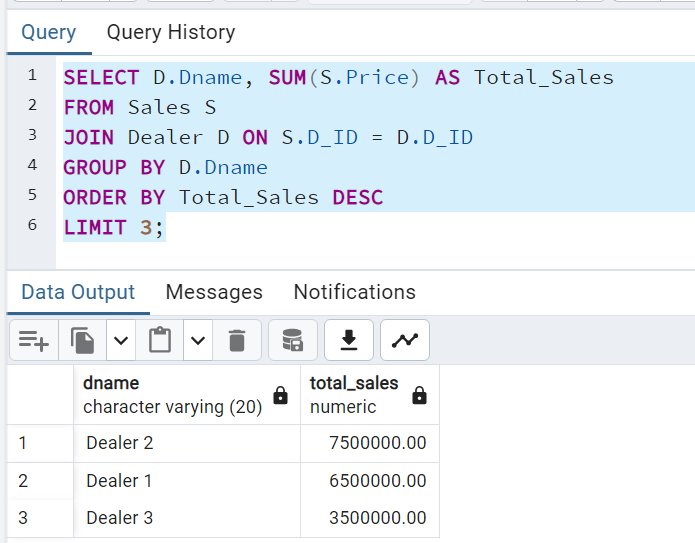 Query Query History
1 SELECT D.Dname, SUM(S.Price) AS Total_Sales
2 FROM Sales S
3 JOIN Dealer D ON S.D_ID = D.D_ID
4 GROUP BY D.Dname
5 ORDER BY Total_Sales DESC
6 LIMIT 3;
Data Output Messages Notifications
dname total_sales
character varying (20) numeric
1 Dealer 2 7500000.00
2 Dealer 1 6500000.00
3 Dealer 3 3500000.00